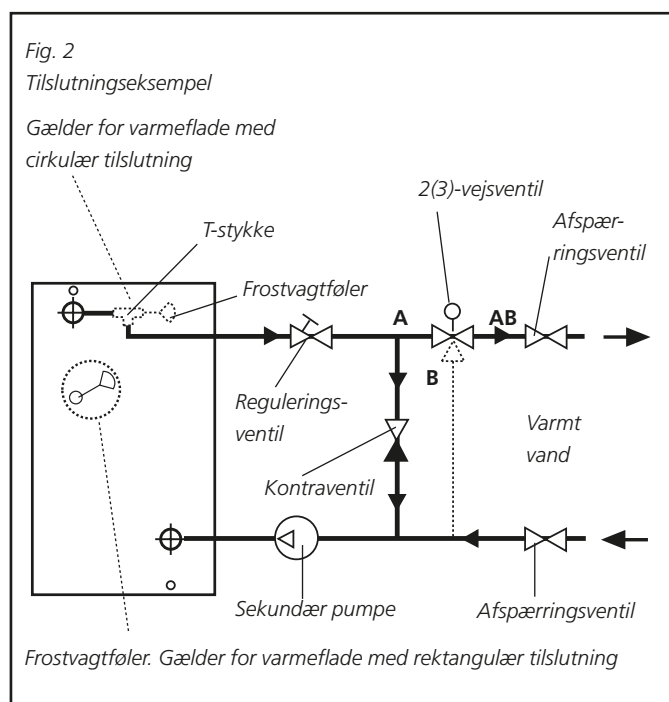 Fig. 2
Tilslutningseksempel
Gælder for varmeflade med
cirkulær tilslutning
2(3)-vejsventil
Afspær-
ringsventil
T-stykke
Frostvagtføler
A
AB
B
Regulerings-
ventil
Varmt
vand
Kontraventil
Sekundær pumpe
Afspærringsventil
Frostvagtføler. Gælder for varmeflade med rektangulær tilslutning